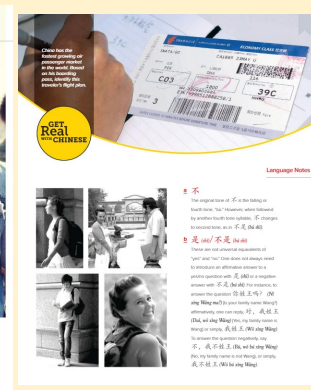 China has the
fastest growing air
passenger market
in the world. Based
on his boarding
pass, identify this
traveler's flight plan.
ECONOMY CLASS
CA1885 23MAY
C03
1800
39C
3
GET
Real
WITH CHINESE
Language Notes
a 不
The original tone of 不 is the falling or
fourth tone, "bù." However, when followed
by another fourth tone syllable, 不 changes
to second tone, as in 不是 (bú shì).
b 是 (shì)/不是 (bú shì)
These are not universal equivalents of
"yes" and "no." One does not always need
to introduce an affirmative answer to a
yes/no question with 是 (shì) or a negative
answer with 不是 (bú shì). For instance, to
answer the question 你姓王吗? (Nǐ
xìng Wáng ma?) (Is your family name Wang?)
affirmatively, one can reply, 对, 我姓王
(Duì, wǒ xìng Wáng) (Yes, my family name is
Wang) or simply, 我姓王 (Wǒ xìng Wáng).
To answer the question negatively, say
不, 我不姓王 (Bù, wǒ bú xìng Wáng)
(No, my family name is not Wang), or simply,
我不姓王 (Wǒ bú xìng Wáng).